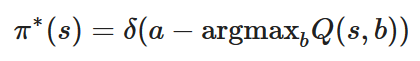 π*(s) = δ(a − argmax_b Q(s, b))